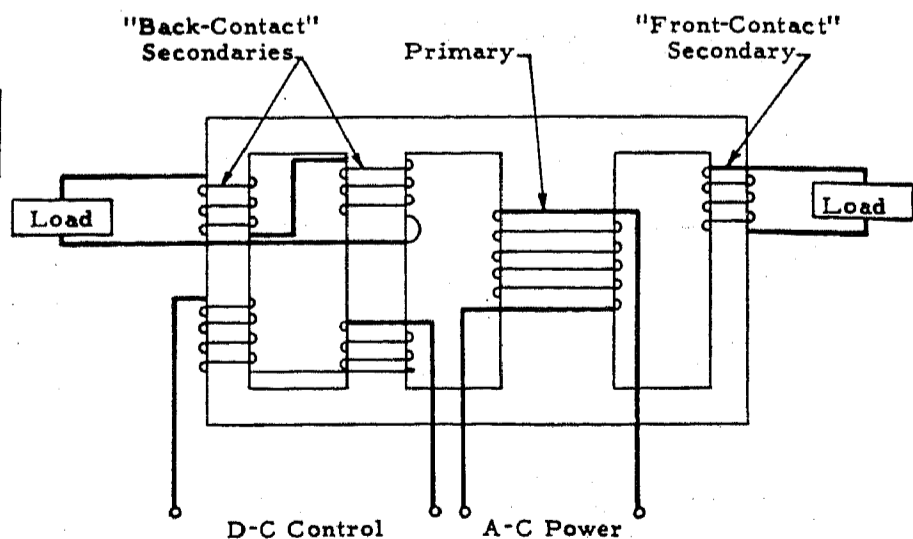 "Back-Contact"
Secondaries
Primary
"Front-Contact"
Secondary
Load
Load
D-C Control
A-C Power